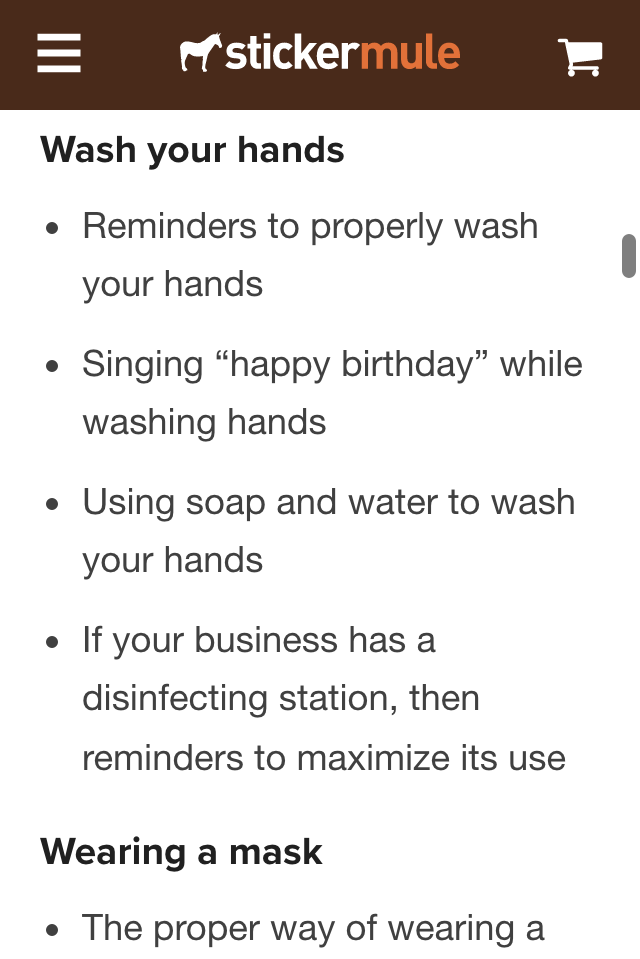 stickermule
Wash your hands
• Reminders to properly wash
your hands
• Singing “happy birthday” while
washing hands
• Using soap and water to wash
your hands
• If your business has a
disinfecting station, then
reminders to maximize its use
Wearing a mask
• The proper way of wearing a